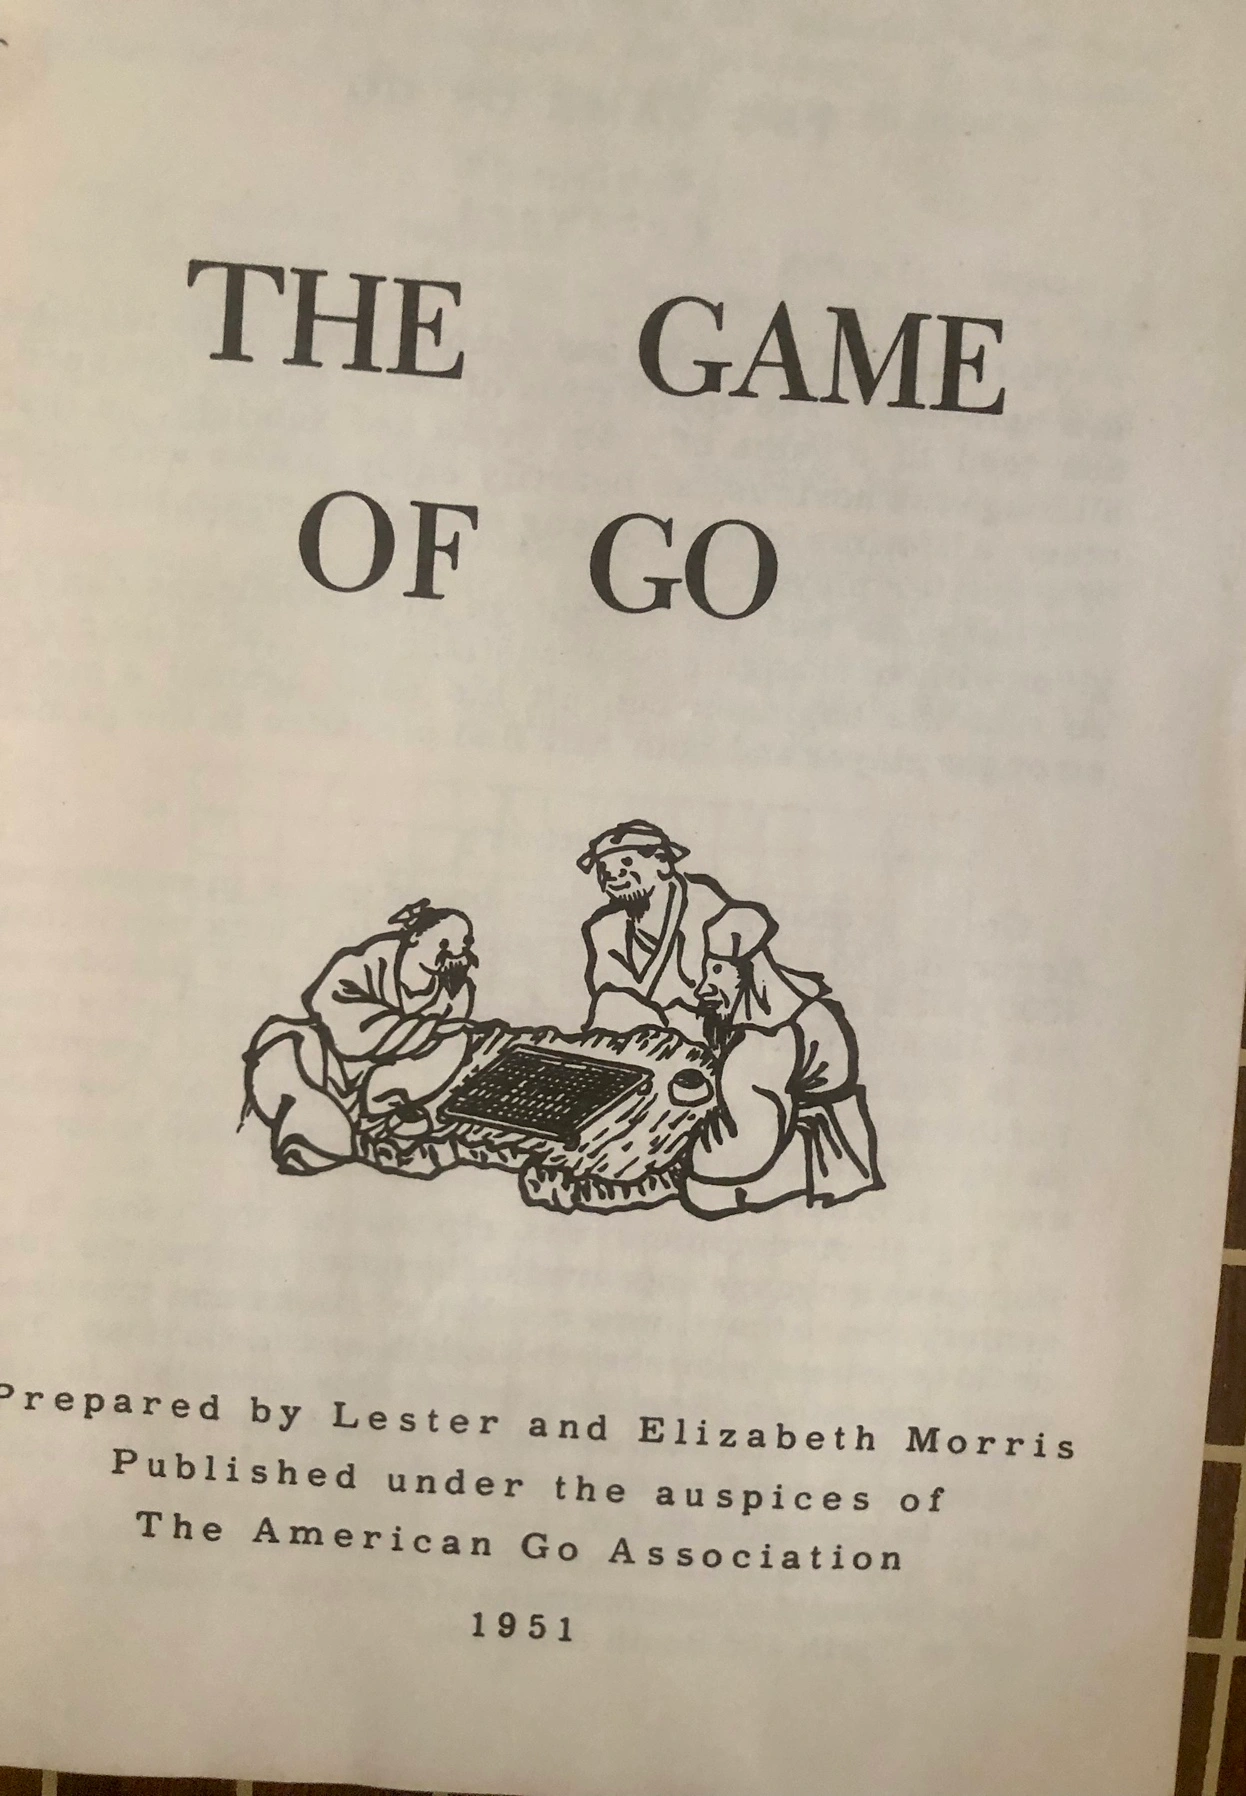 THE GAME
OF GO
Prepared by Lester and Elizabeth Morris
Published under the auspices of
The American Go Association
1951